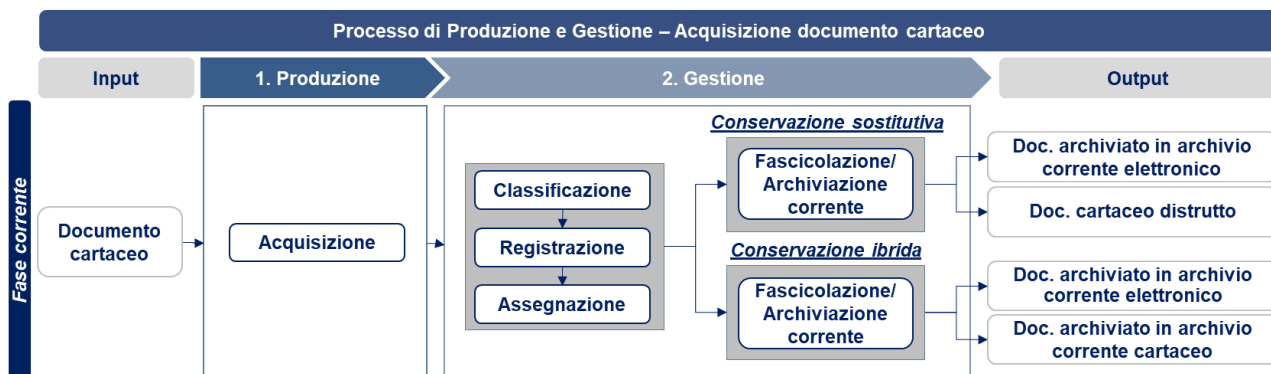 Processo di Produzione e Gestione – Acquisizione documento cartaceo
Input
1. Produzione
2. Gestione
Output
Fase corrente
Documento
cartaceo
Acquisizione
Classificazione
Registrazione
Assegnazione
Conservazione sostitutiva
Fascicolazione/
Archiviazione
corrente
Conservazione ibrida
Fascicolazione/
Archiviazione
corrente
Doc. archiviato in archivio
corrente elettronico
Doc. cartaceo distrutto
Doc. archiviato in archivio
corrente elettronico
Doc. archiviato in archivio
corrente cartaceo